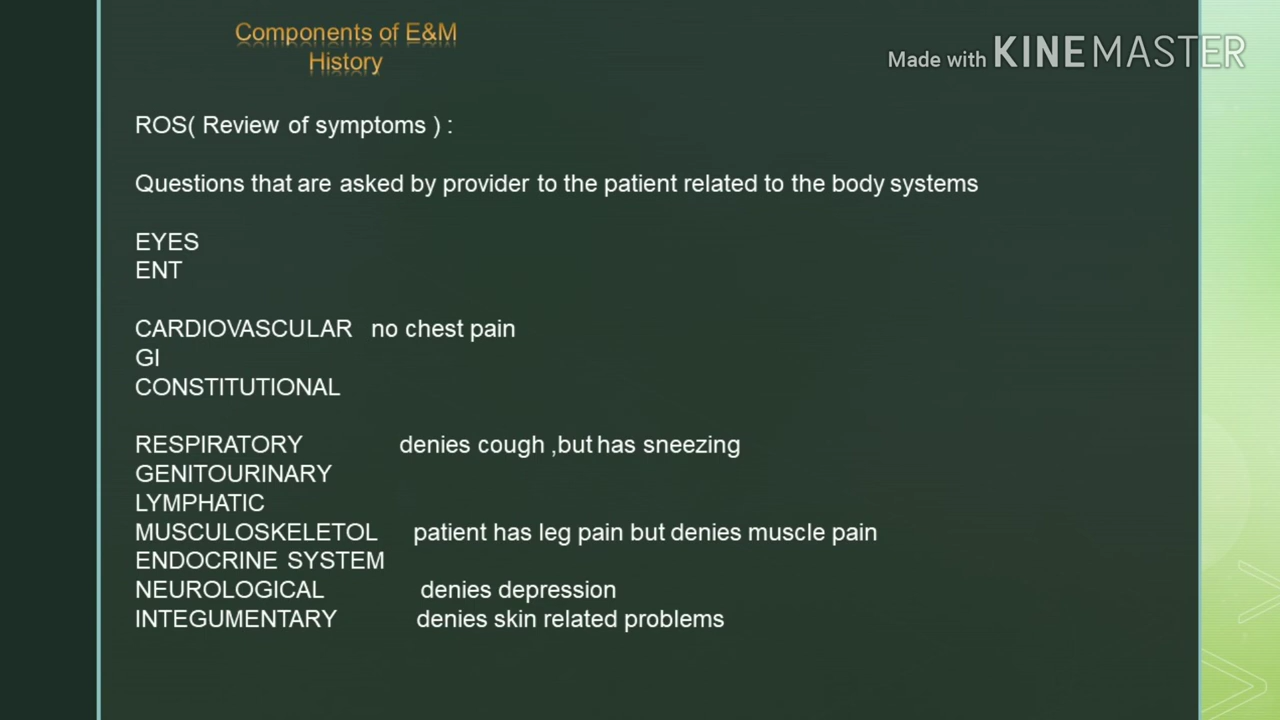 Components of E&M
History
Made with KINEMASTER
ROS( Review of symptoms ) :
Questions that are asked by provider to the patient related to the body systems
EYES
ENT
CARDIOVASCULAR no chest pain
GI
CONSTITUTIONAL
RESPIRATORY denies cough ,but has sneezing
GENITOURINARY
LYMPHATIC
MUSCULOSKELETOL patient has leg pain but denies muscle pain
ENDOCRINE SYSTEM
NEUROLOGICAL denies depression
INTEGUMENTARY denies skin related problems